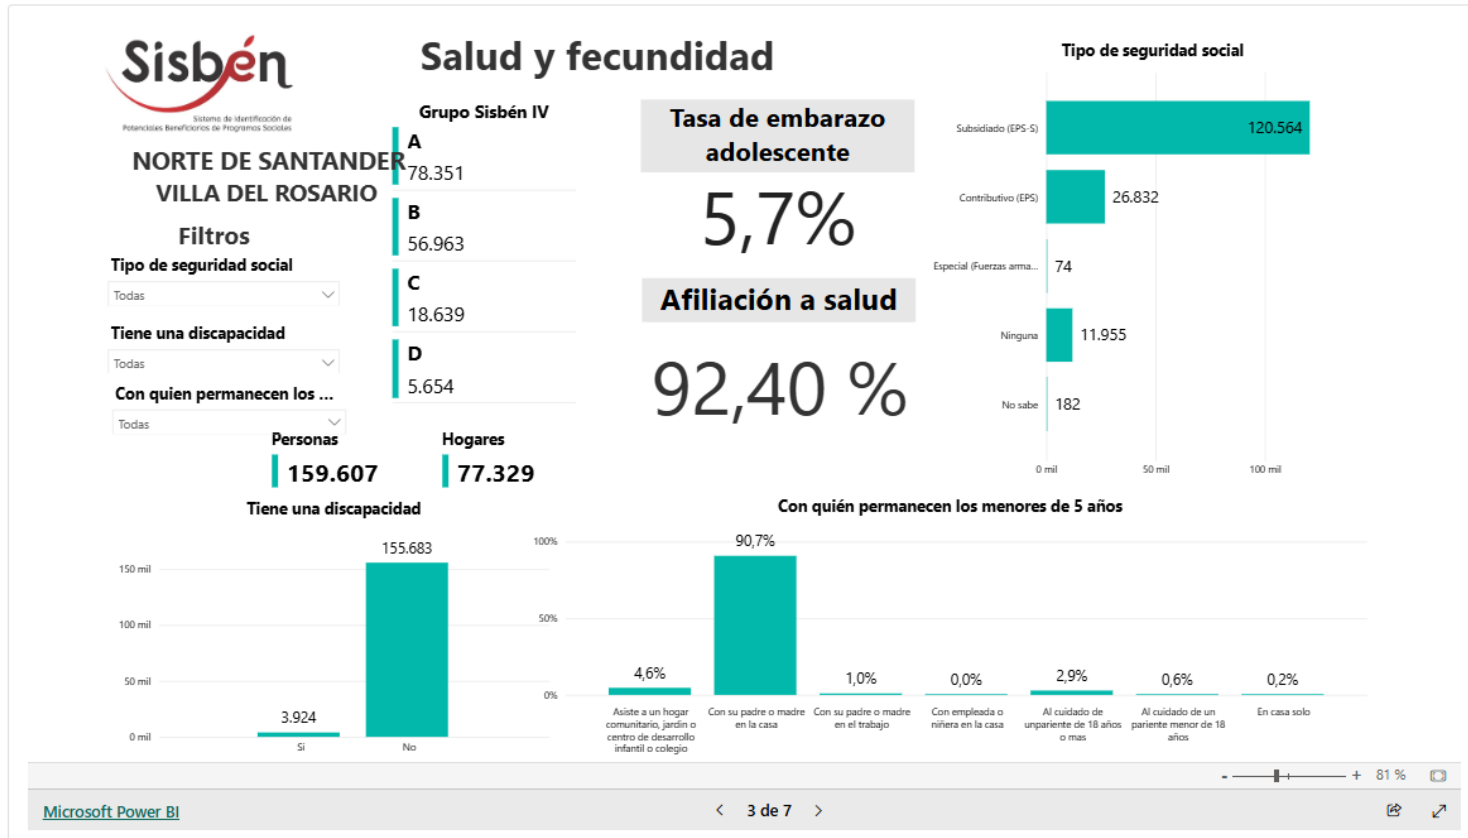 Sisbén
Sistema de identificación de
Potenciales Beneficiarios de Programas Sociales
NORTE DE SANTANDER
VILLA DEL ROSARIO
Filtros
Tipo de seguridad social
Todas
Tiene una discapacidad
Todas
Con quien permanecen los ...
Todas
Salud y fecundidad
Grupo Sisbén IV
A
78.351
B
56.963
C
18.639
D
5.654
Personas
159.607
Hogares
77.329
Tasa de embarazo
adolescente
5,7%
Afiliación a salud
92,40 %
Tipo de seguridad social
Subsidiado (EPS-S)
120.564
Contributivo (EPS)
26.832
Especial (Fuerzas arma...
74
Ninguna
11.955
No sabe
182
0 mil
50 mil
100 mil
Tiene una discapacidad
150 mil
100 mil
50 mil
0 mil
3.924
155.683
Si
No
Con quién permanecen los menores de 5 años
100%
50%
0%
4,6%
90,7%
1,0%
0,0%
2,9%
0,6%
0,2%
Asiste a un hogar
comunitario, jardin o
centro de desarrollo
infantil o colegio
Con su padre o madre
en la casa
Con su padre o madre
en el trabajo
Con empleada o
niñera en la casa
Al cuidado de
unpariente de 18 años
o mas
Al cuidado de un
pariente menor de 18
años
En casa solo
- + 81 %
Microsoft Power BI
< 3 de 7 >